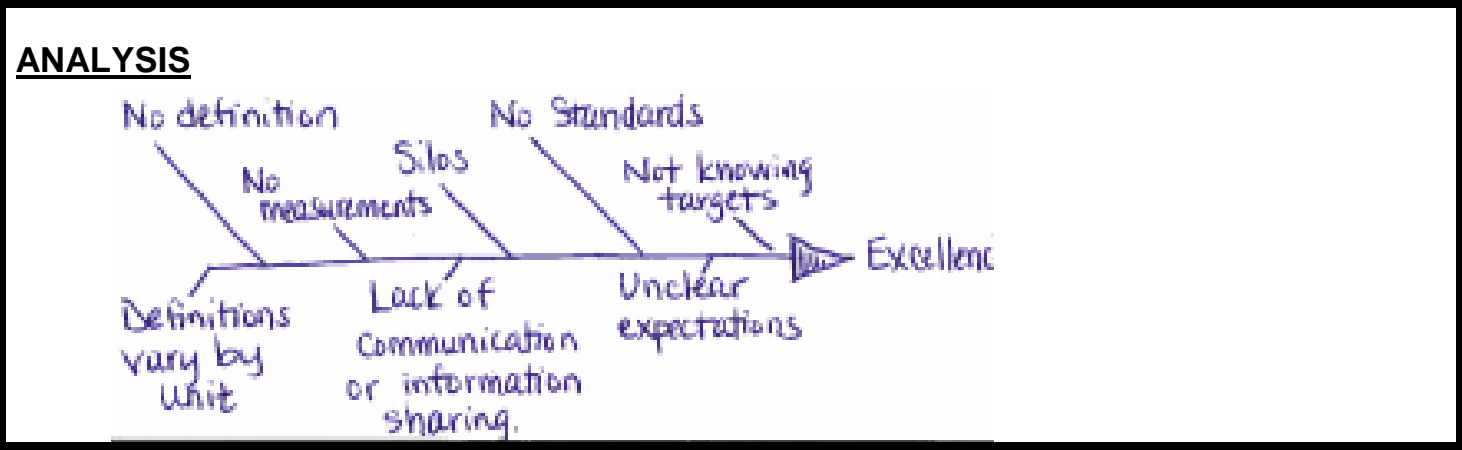 ANALYSIS
No definition
No Standards
Silos
Not knowing
targets
No
measurements
Excellenc
Definitions
vary by
Unit
Lack of
Communication
or information
sharing.
Unclear
expectations